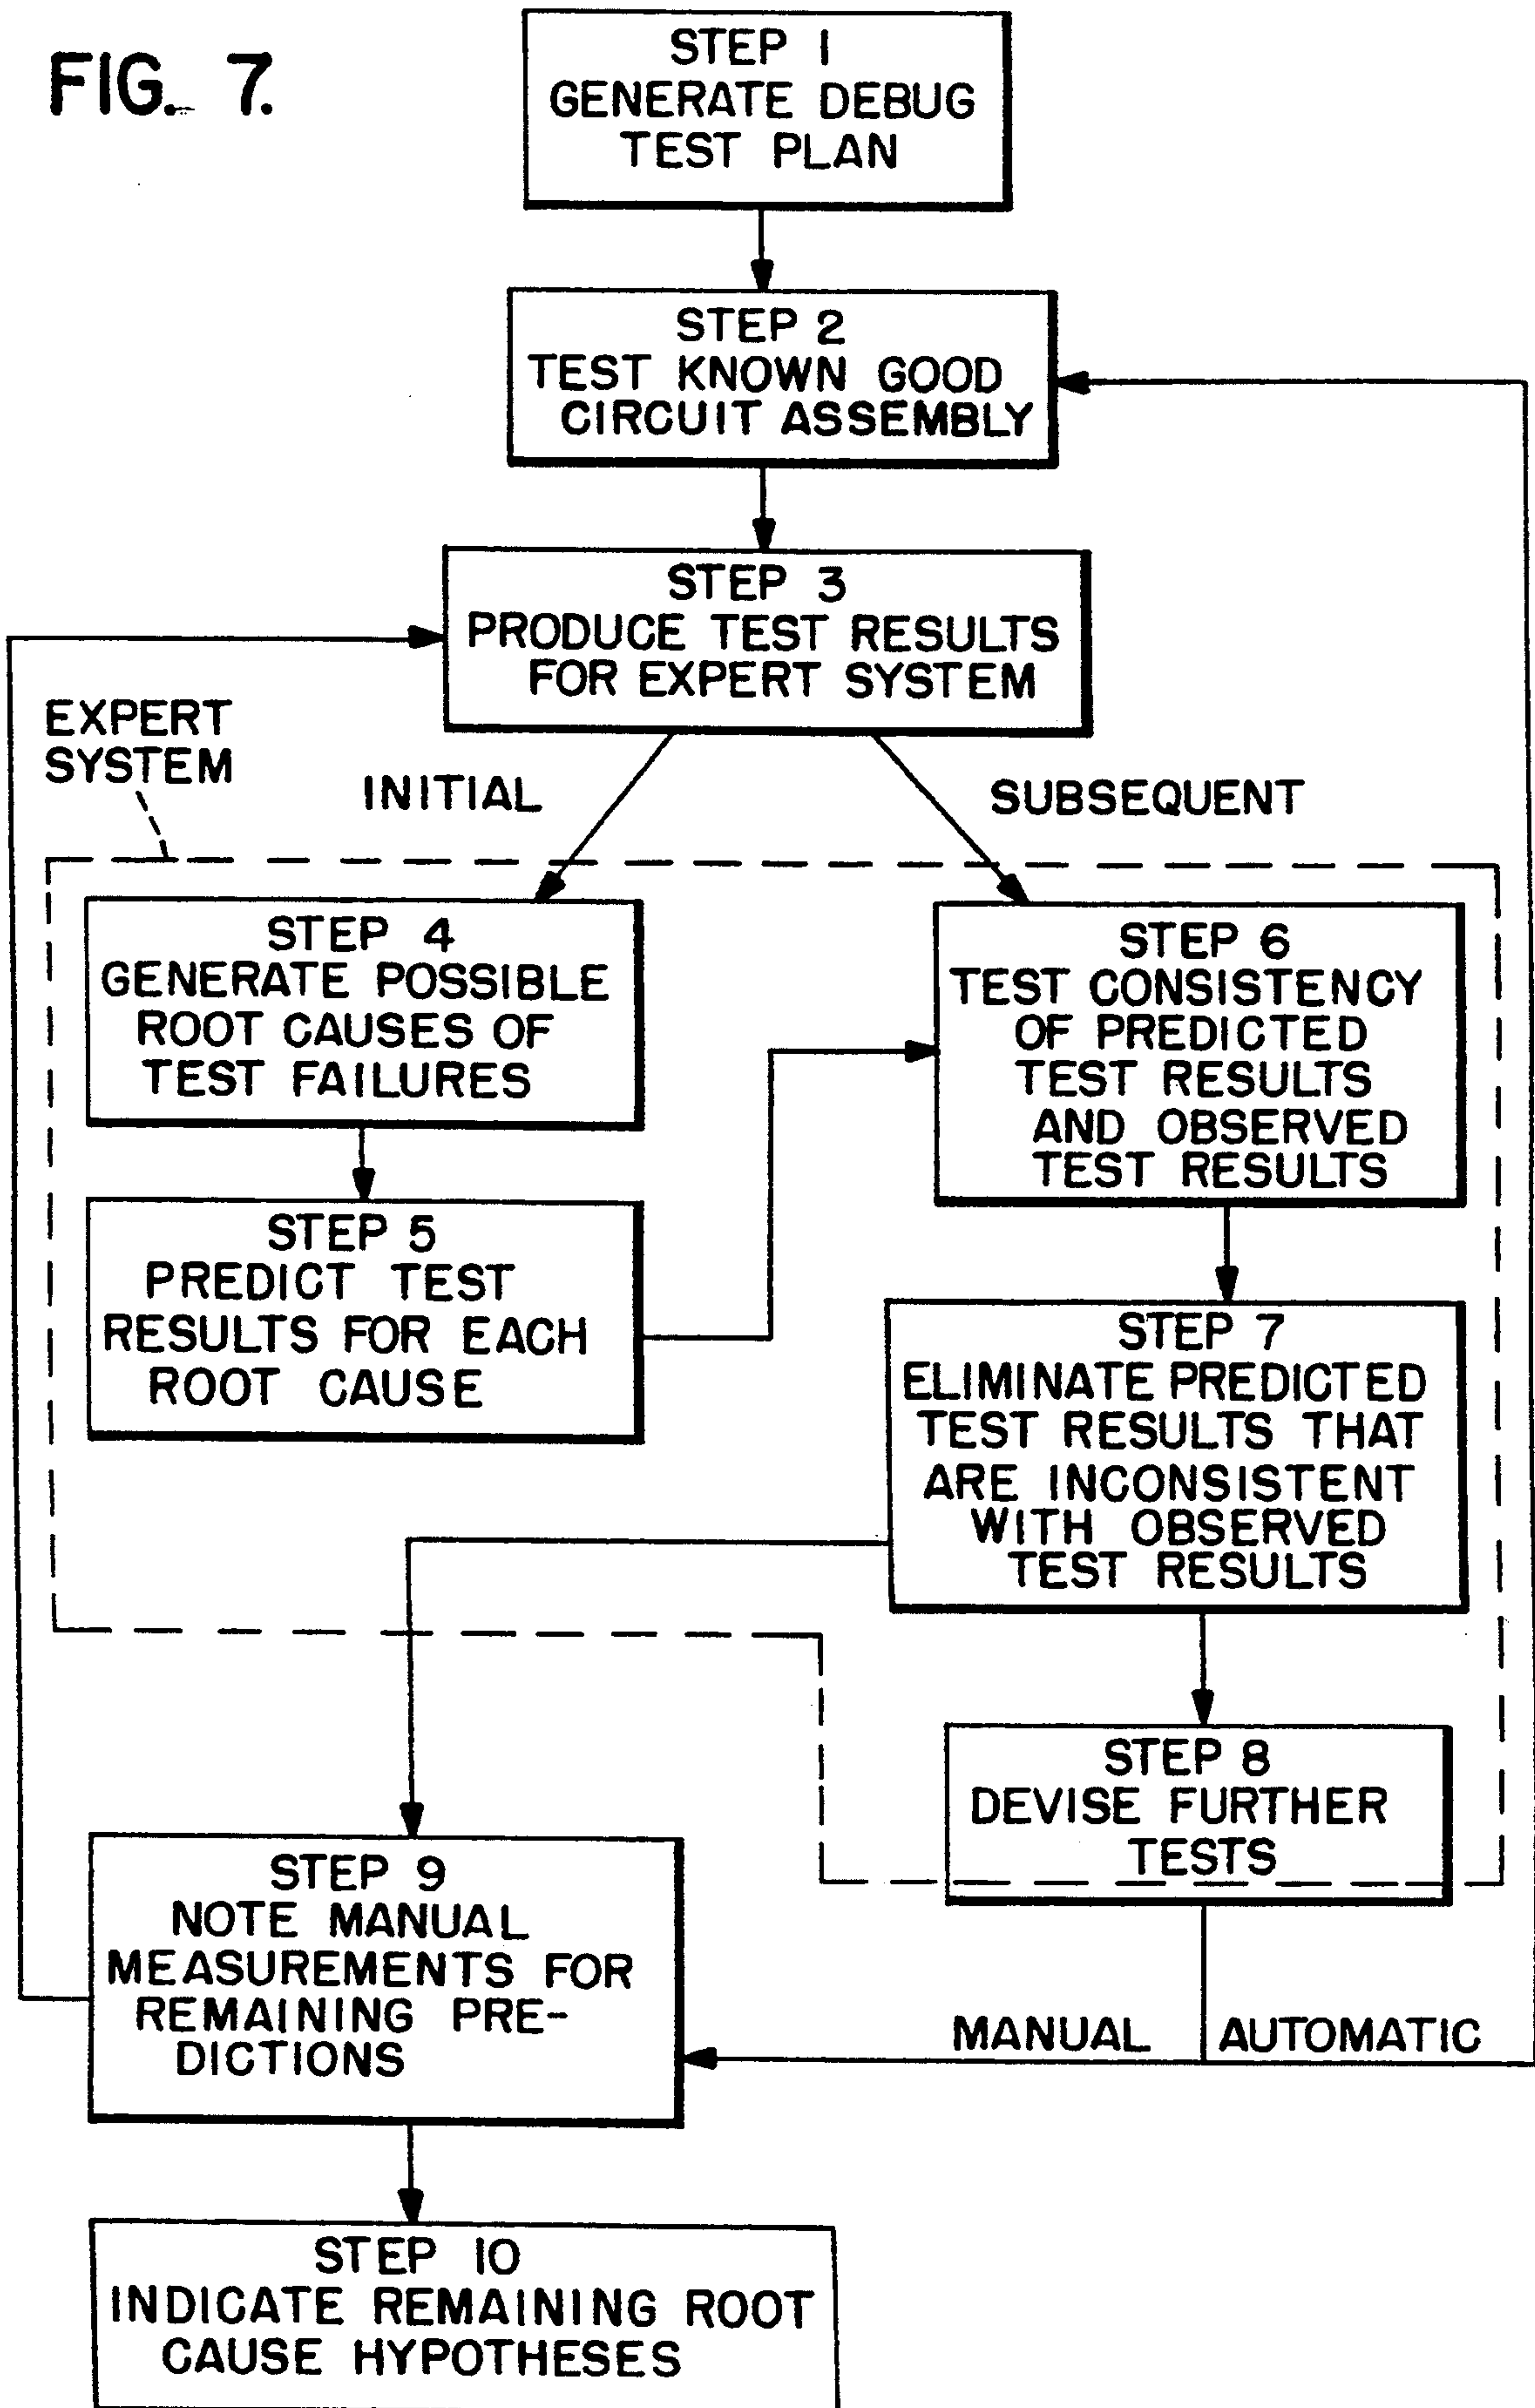 FIG. 7.
STEP 1
GENERATE DEBUG
TEST PLAN
STEP 2
TEST KNOWN GOOD
CIRCUIT ASSEMBLY
STEP 3
PRODUCE TEST RESULTS
FOR EXPERT SYSTEM
EXPERT
SYSTEM
INITIAL
SUBSEQUENT
STEP 4
GENERATE POSSIBLE
ROOT CAUSES OF
TEST FAILURES
STEP 5
PREDICT TEST
RESULTS FOR EACH
ROOT CAUSE
STEP 6
TEST CONSISTENCY
OF PREDICTED
TEST RESULTS
AND OBSERVED
TEST RESULTS
STEP 7
ELIMINATE PREDICTED
TEST RESULTS THAT
ARE INCONSISTENT
WITH OBSERVED
TEST RESULTS
STEP 8
DEVISE FURTHER
TESTS
MANUAL
AUTOMATIC
STEP 9
NOTE MANUAL
MEASUREMENTS FOR
REMAINING PRE-
DICTIONS
STEP 10
INDICATE REMAINING ROOT
CAUSE HYPOTHESES